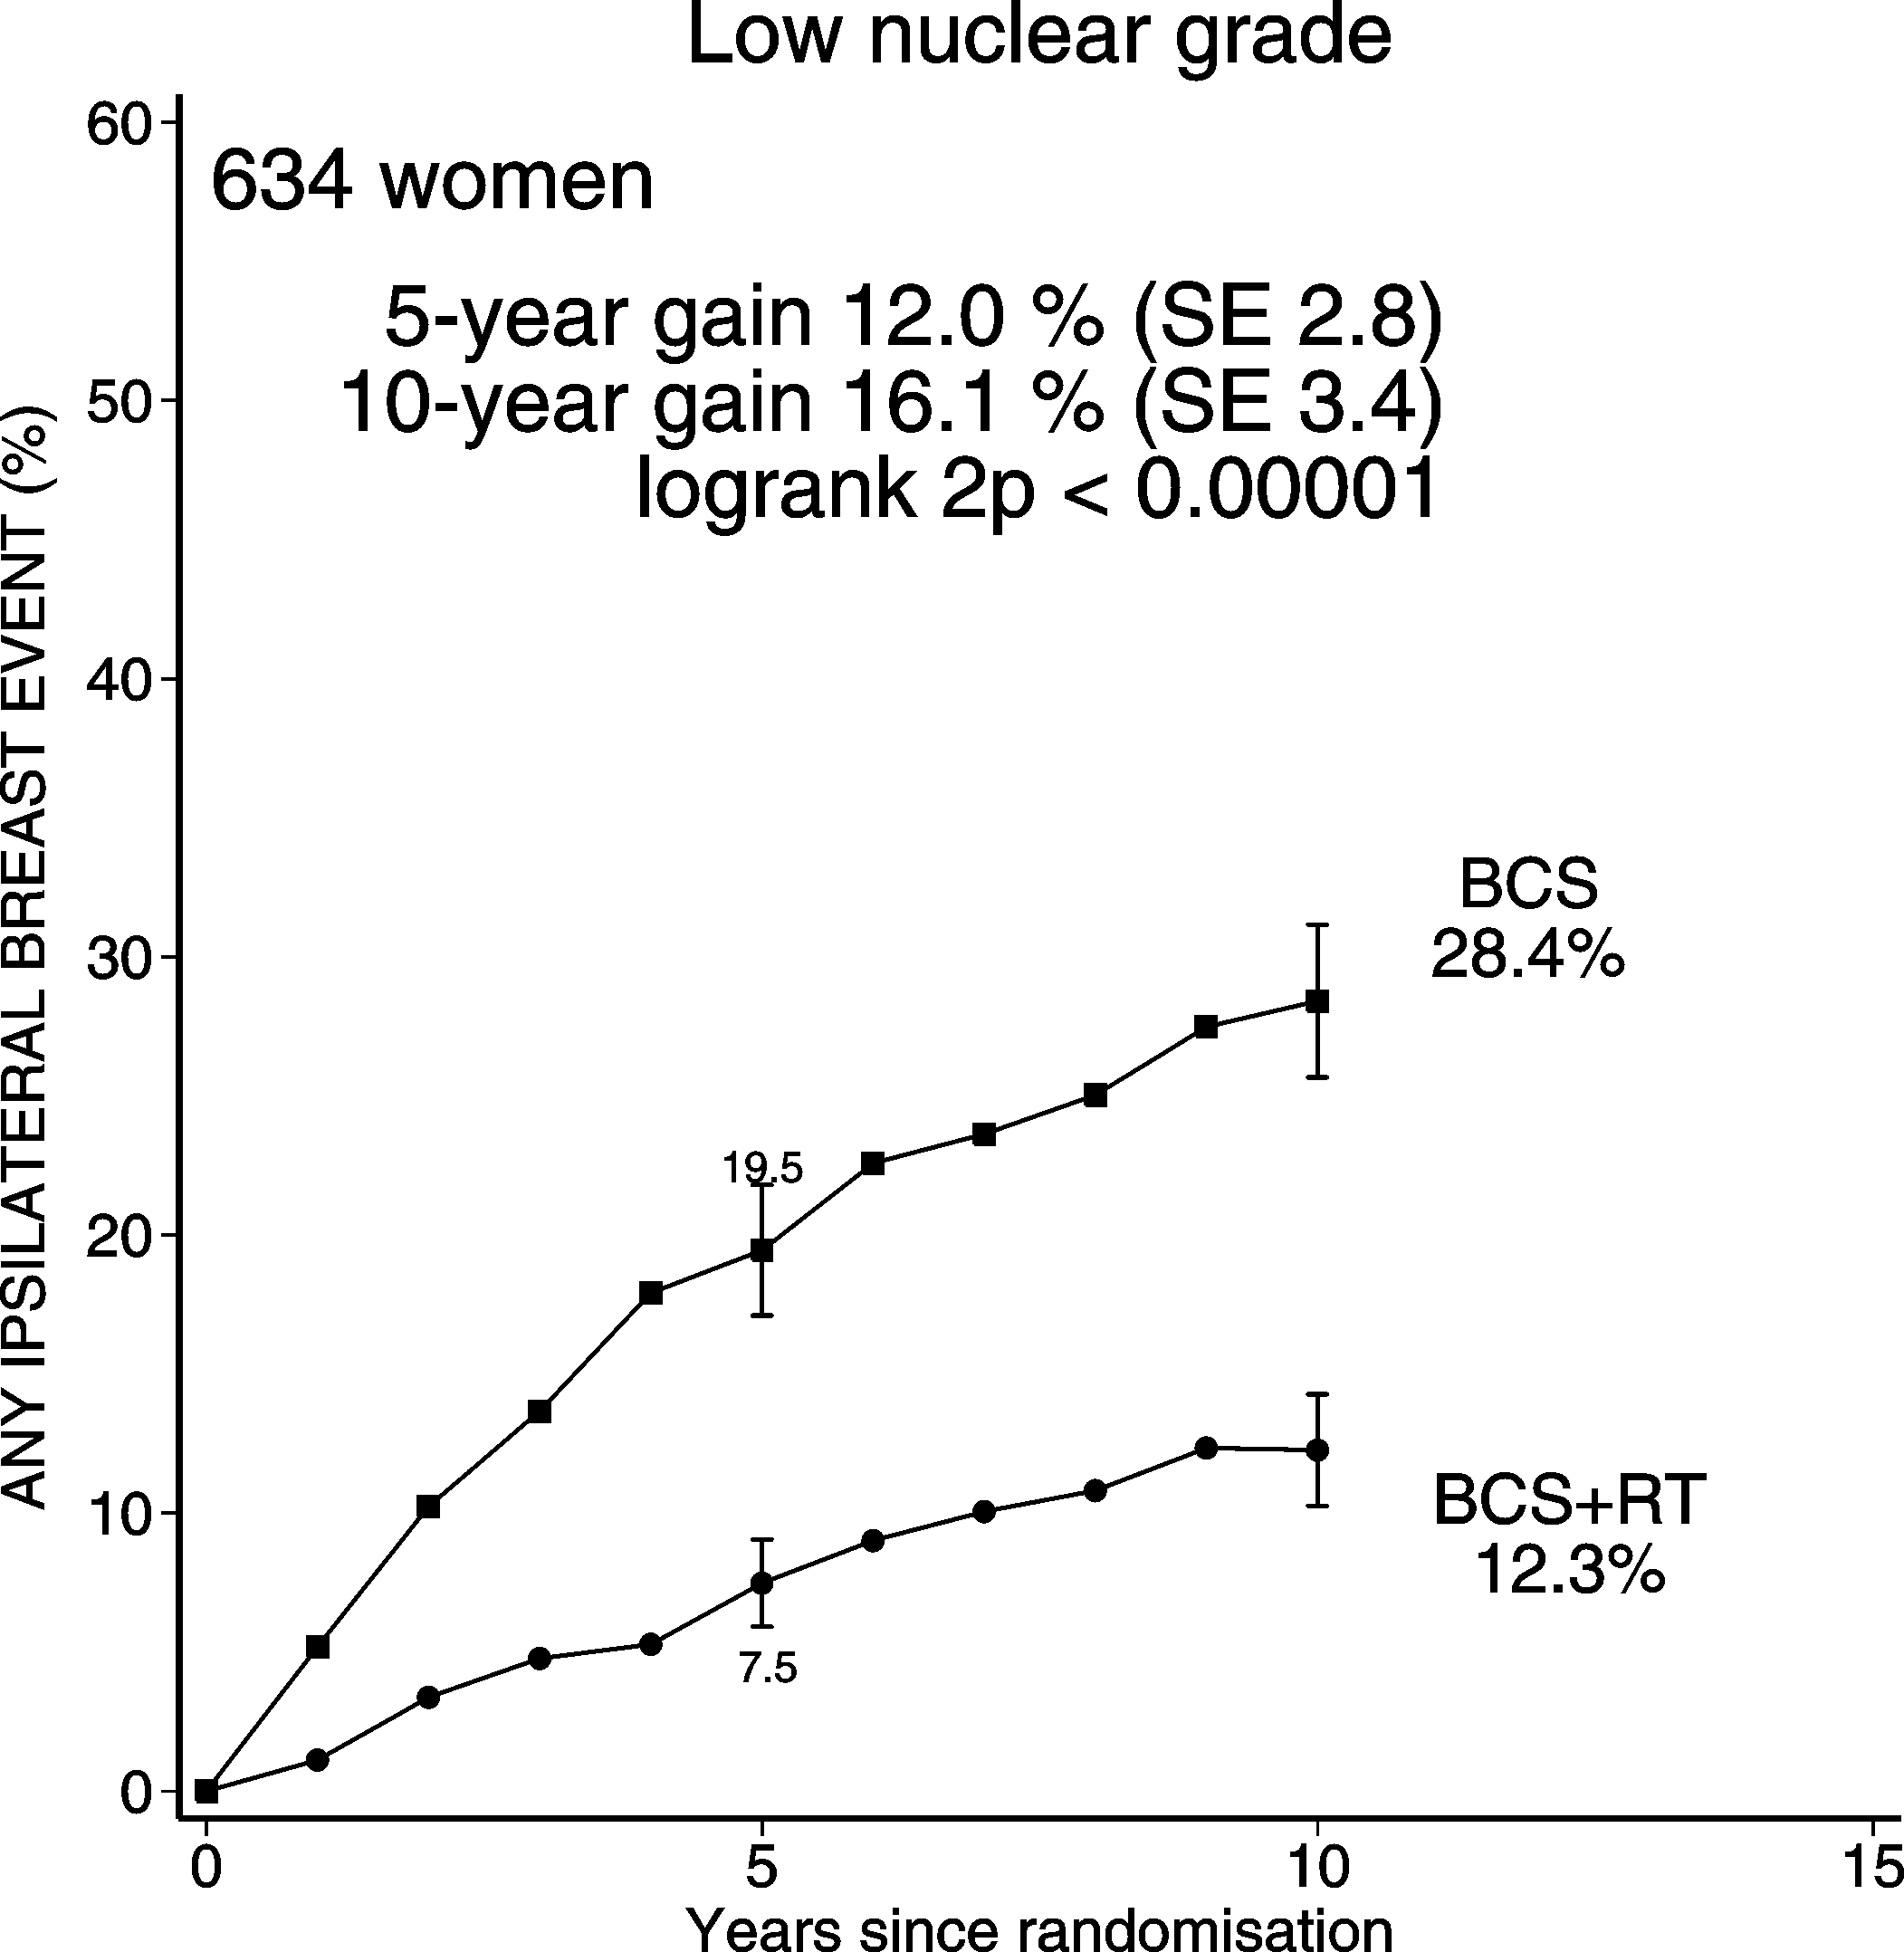 Low nuclear grade
60
634 women
5-year gain 12.0 % (SE 2.8)
50
10-year gain 16.1 % (SE 3.4)
logrank 2p < 0.00001
ANY IPSILATERAL BREAST EVENT (%)
40
30
BCS
28.4%
19.5
20
10
BCS+RT
12.3%
7.5
0
0 5 10 15
Years since randomisation